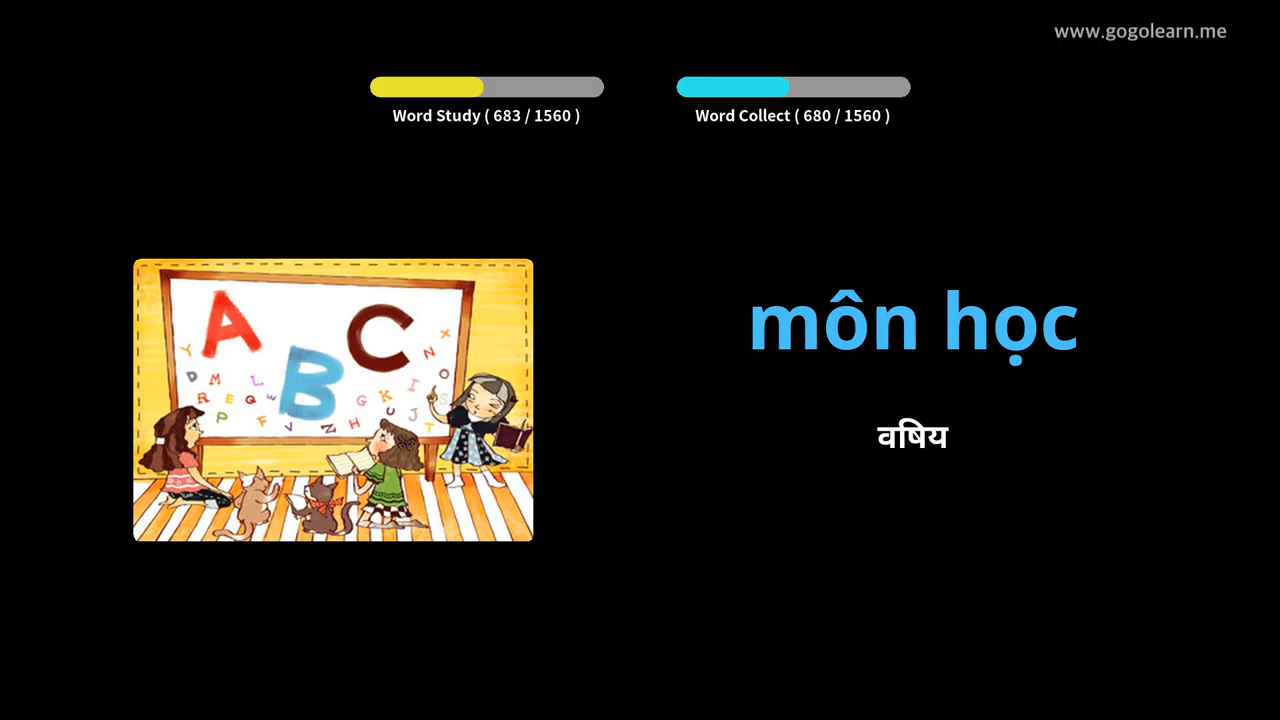 www.gogolearn.me
Word Study ( 683 / 1560 )
Word Collect ( 680 / 1560 )
A B C
X
Y N
D M L I O
R E Q W G K S
P F V Z H U J T
môn học
वषिय